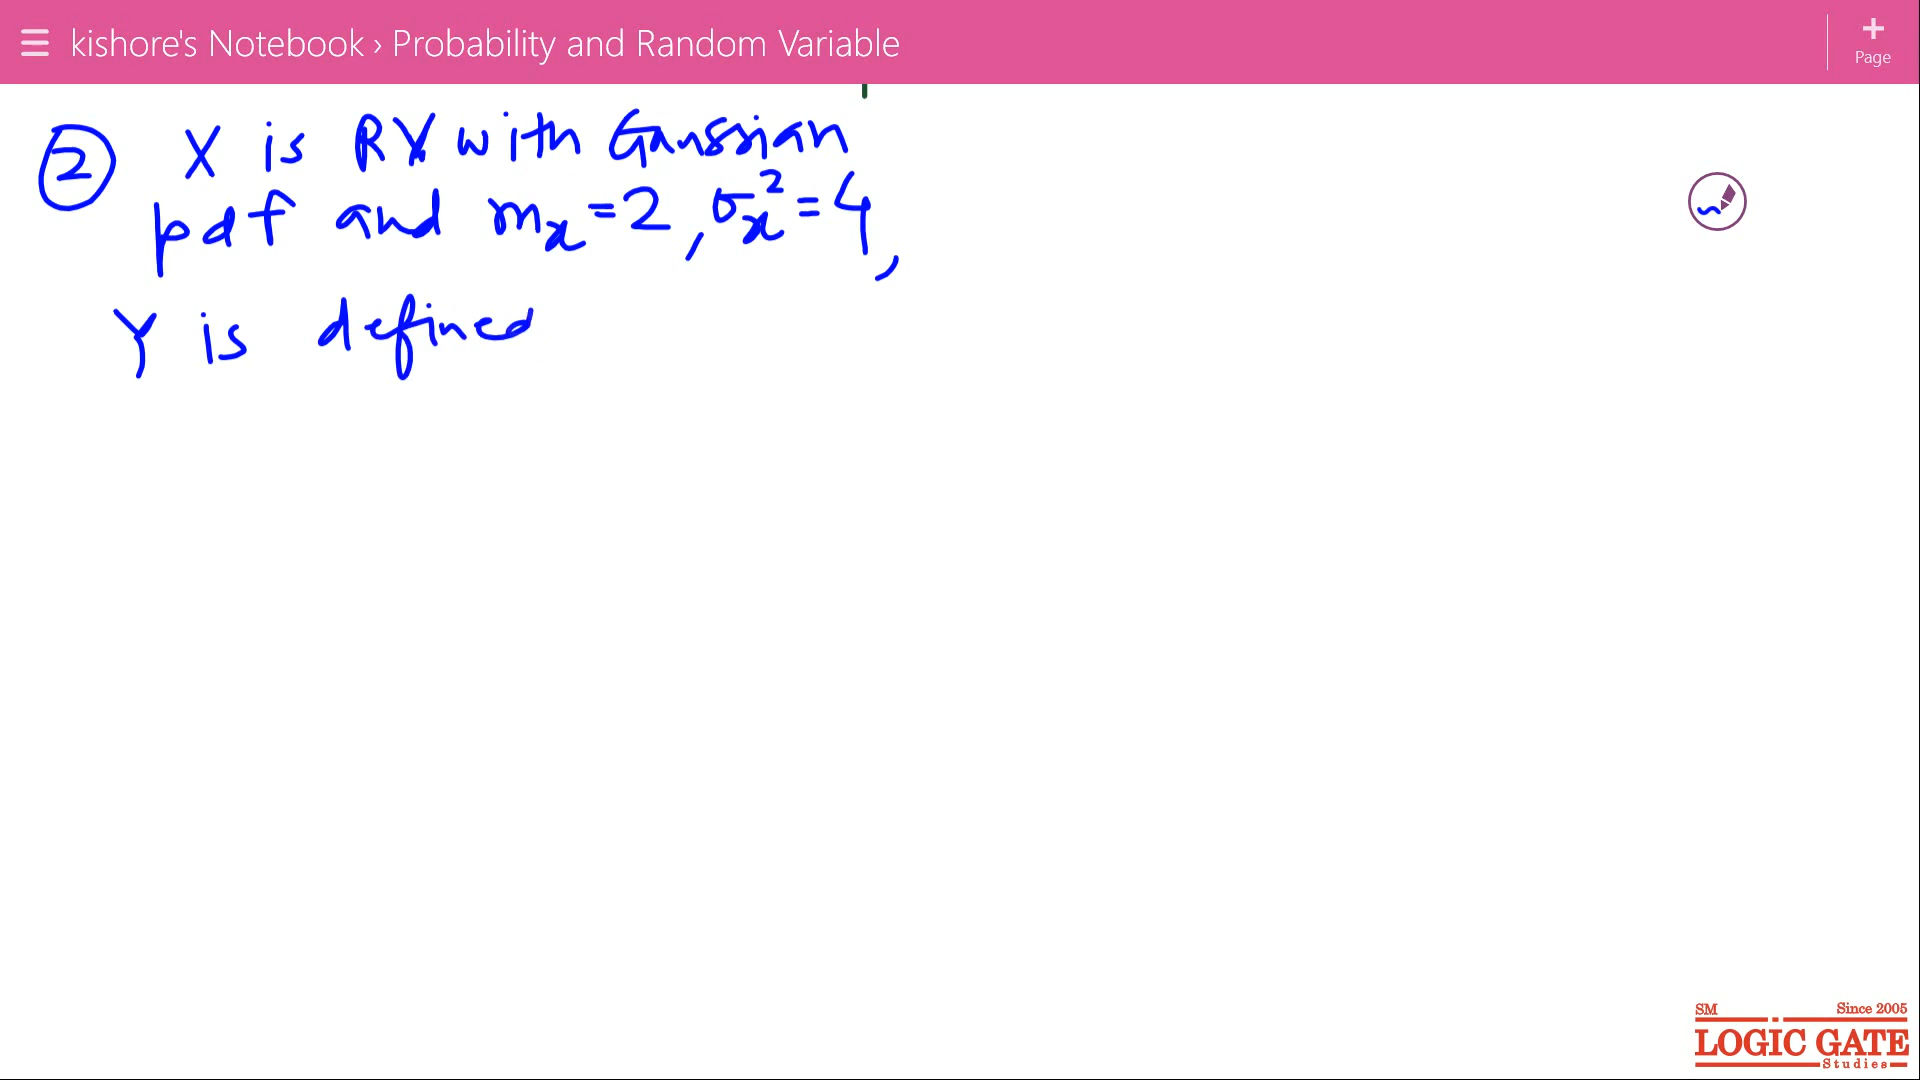 kishore's Notebook › Probability and Random Variable
Page
② X is RV with Gaussian
pdf and mₓ=2, σₓ²=4,
Y is defined
SM Since 2005
LOGIC GATE
Studies